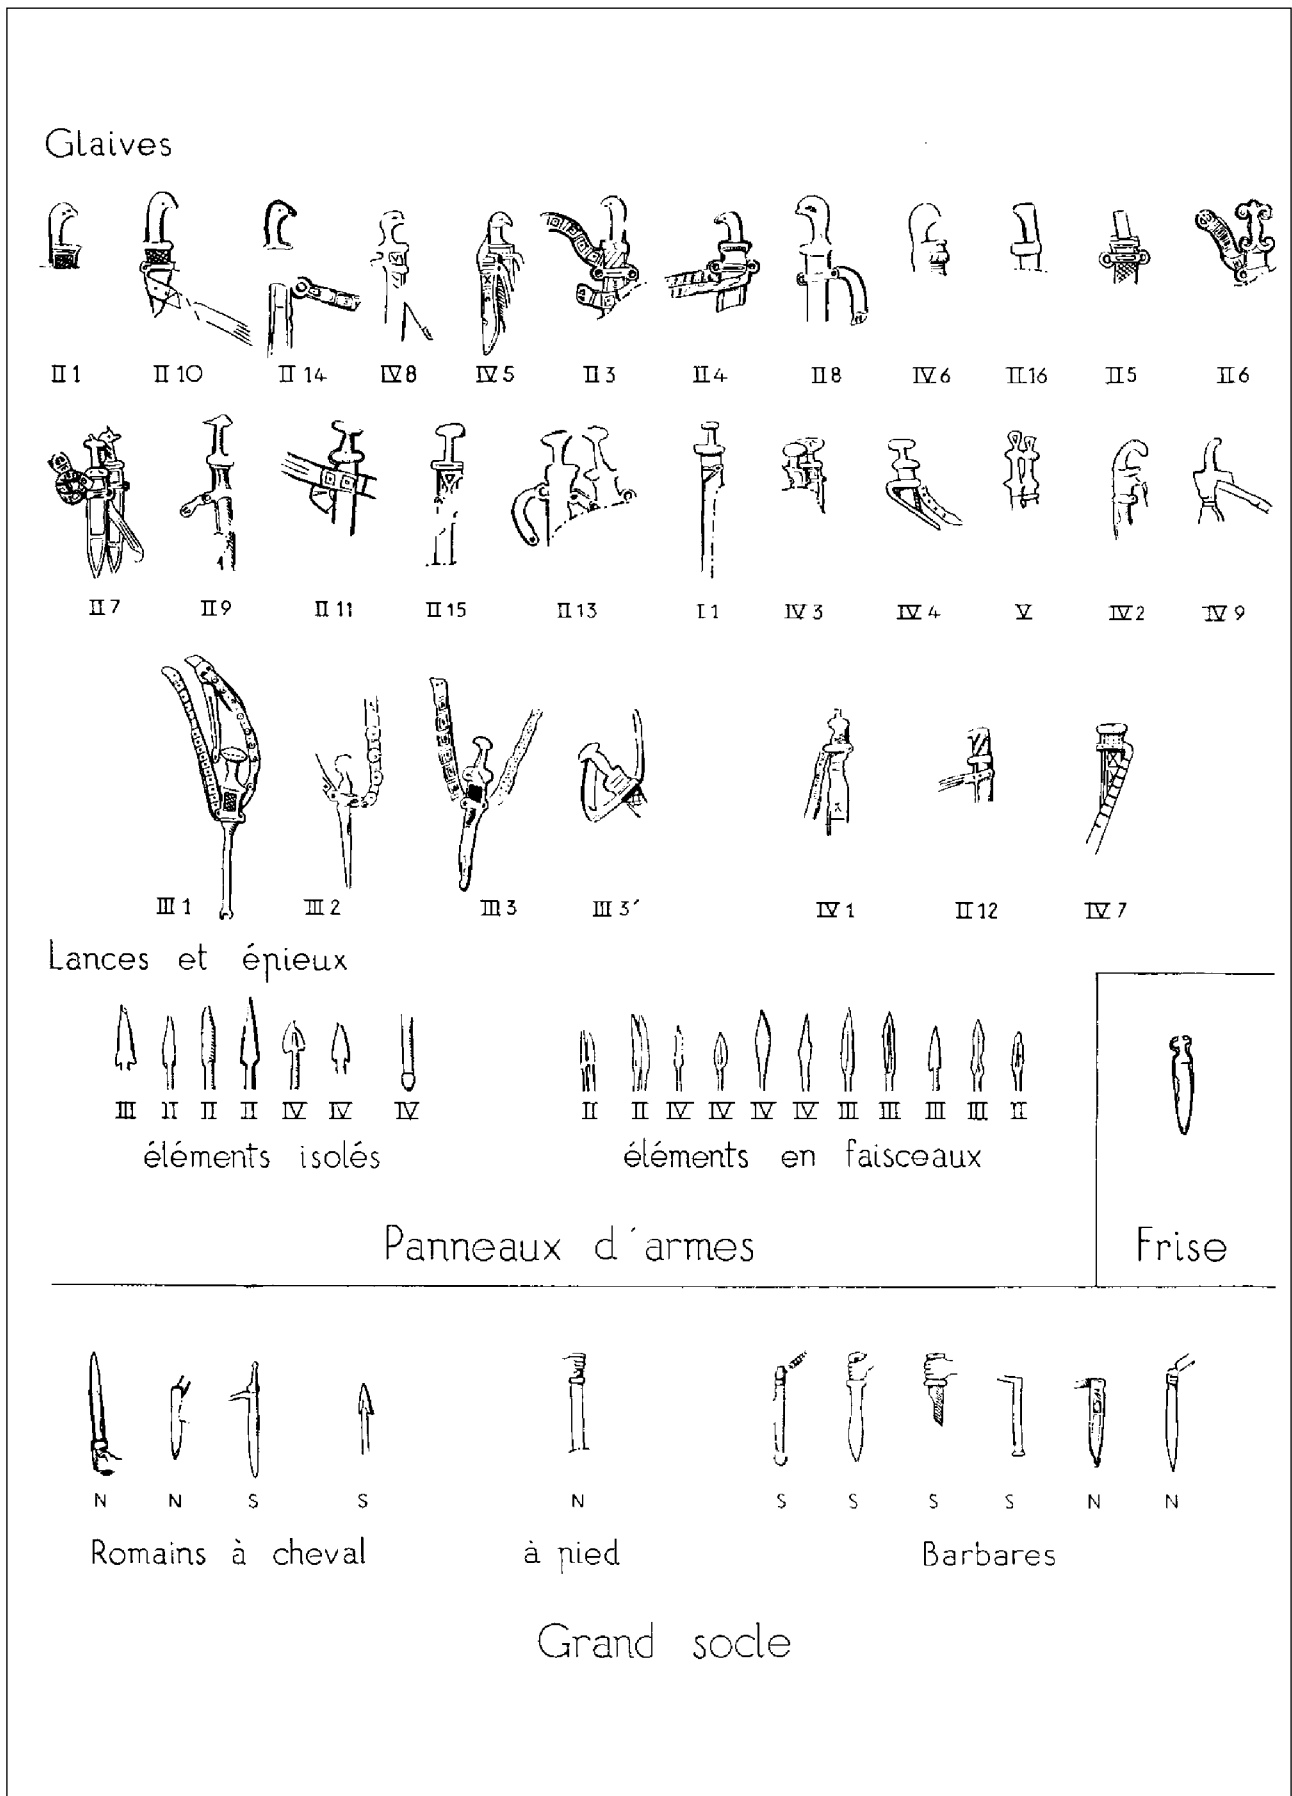 Glaives
II 1 II 10 II 14 IV 8 IV 5 II 3 II 4 II 8 IV 6 II 16 II 5 II 6
II 7 II 9 II 11 II 15 II 13 I 1 IV 3 IV 4 V IV 2 IV 9
III 1 III 2 III 3 III 3´ IV 1 II 12 IV 7
Lances et épieux
III II II II IV IV IV II II IV IV IV IV III III III III II
éléments isolés éléments en faisceaux
Panneaux d´armes Frise
N N S S N S S S S N N
Romains à cheval à pied Barbares
Grand socle